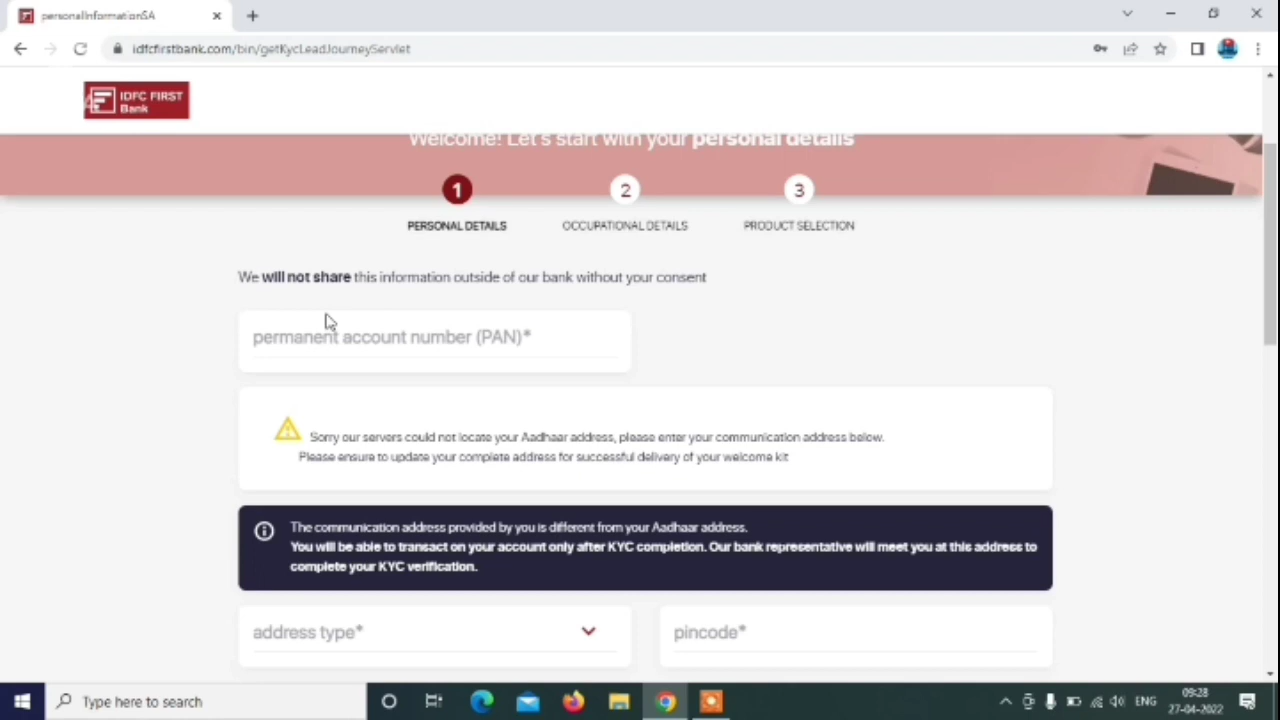 personalInformationSA
idfcfirstbank.com/bin/getKycLeadJourneyServlet
IDFC FIRST
Bank
Welcome! Let's start with your personal details
1
2
3
PERSONAL DETAILS
OCCUPATIONAL DETAILS
PRODUCT SELECTION
We will not share this information outside of our bank without your consent
permanent account number (PAN)*
Sorry our servers could not locate your Aadhaar address, please enter your communication address below.
Please ensure to update your complete address for successful delivery of your welcome kit
The communication address provided by you is different from your Aadhaar address.
You will be able to transact on your account only after KYC completion. Our bank representative will meet you at this address to
complete your KYC verification.
address type*
pincode*
Type here to search
ENG
09:28
27-04-2022